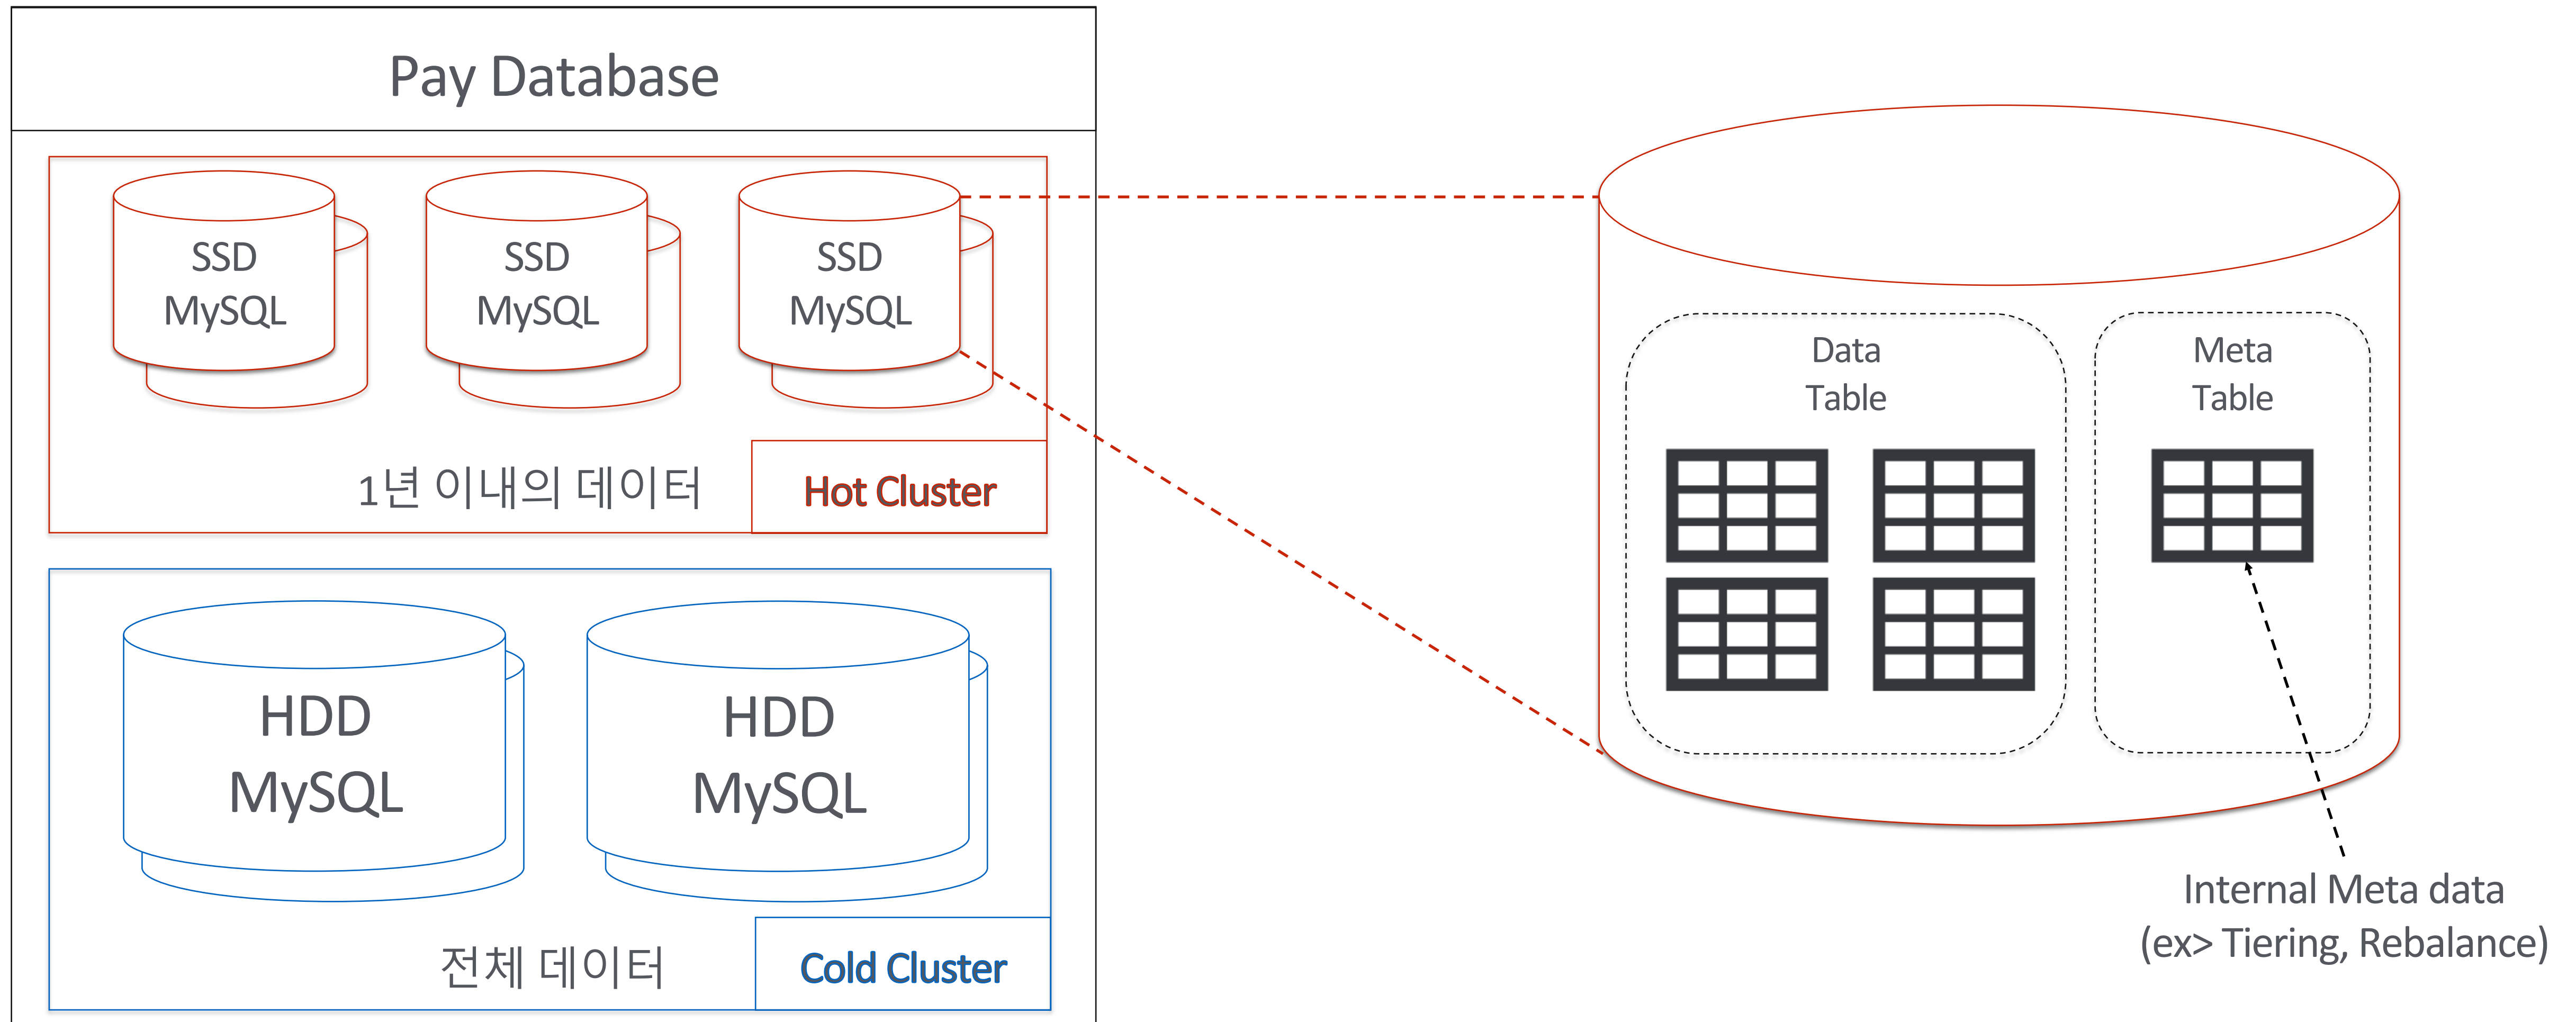 Pay Database
SSD
MySQL
SSD
MySQL
SSD
MySQL
1년 이내의 데이터
Hot Cluster
HDD
MySQL
HDD
MySQL
전체 데이터
Cold Cluster
Data
Table
Meta
Table
Internal Meta data
(ex> Tiering, Rebalance)